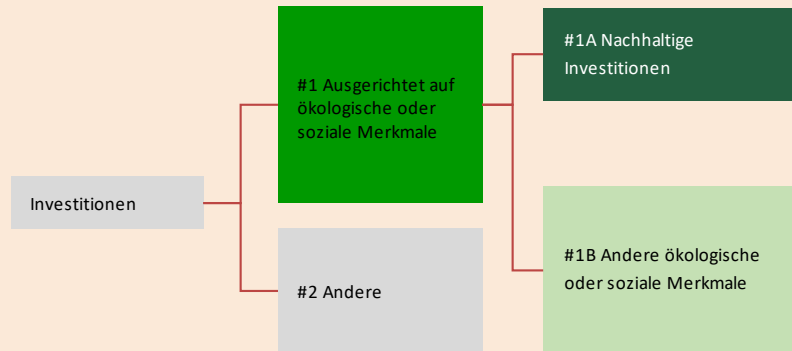 #1A Nachhaltige
Investitionen
#1 Ausgerichtet auf
ökologische oder
soziale Merkmale
Investitionen
#1B Andere ökologische
oder soziale Merkmale
#2 Andere